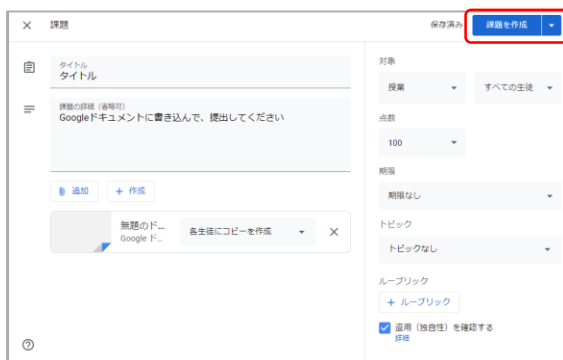 課題
保存済み
課題を作成
タイトル
タイトル
課題の詳細（省略可）
Googleドキュメントに書き込んで、提出してください
追加
作成
無題のド...
Google ド...
各生徒にコピーを作成
対象
授業
すべての生徒
点数
100
期限
期限なし
トピック
トピックなし
ルーブリック
ルーブリック
盗用（独自性）を確認する
詳細